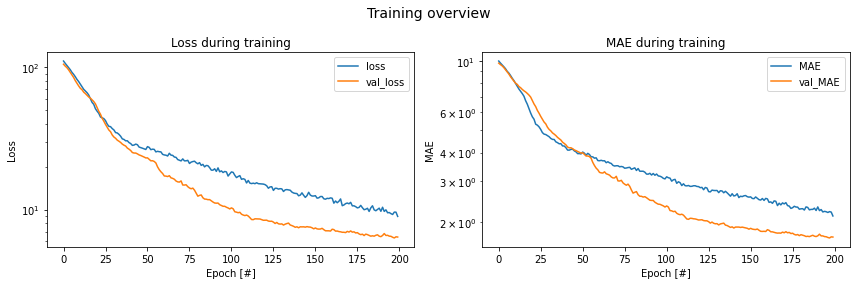 Training overview
Loss during training
MAE during training
10²
10¹
Loss
0 25 50 75 100 125 150 175 200
Epoch [#]
loss
val_loss
10¹
6 × 10⁰
4 × 10⁰
3 × 10⁰
2 × 10⁰
MAE
0 25 50 75 100 125 150 175 200
Epoch [#]
MAE
val_MAE